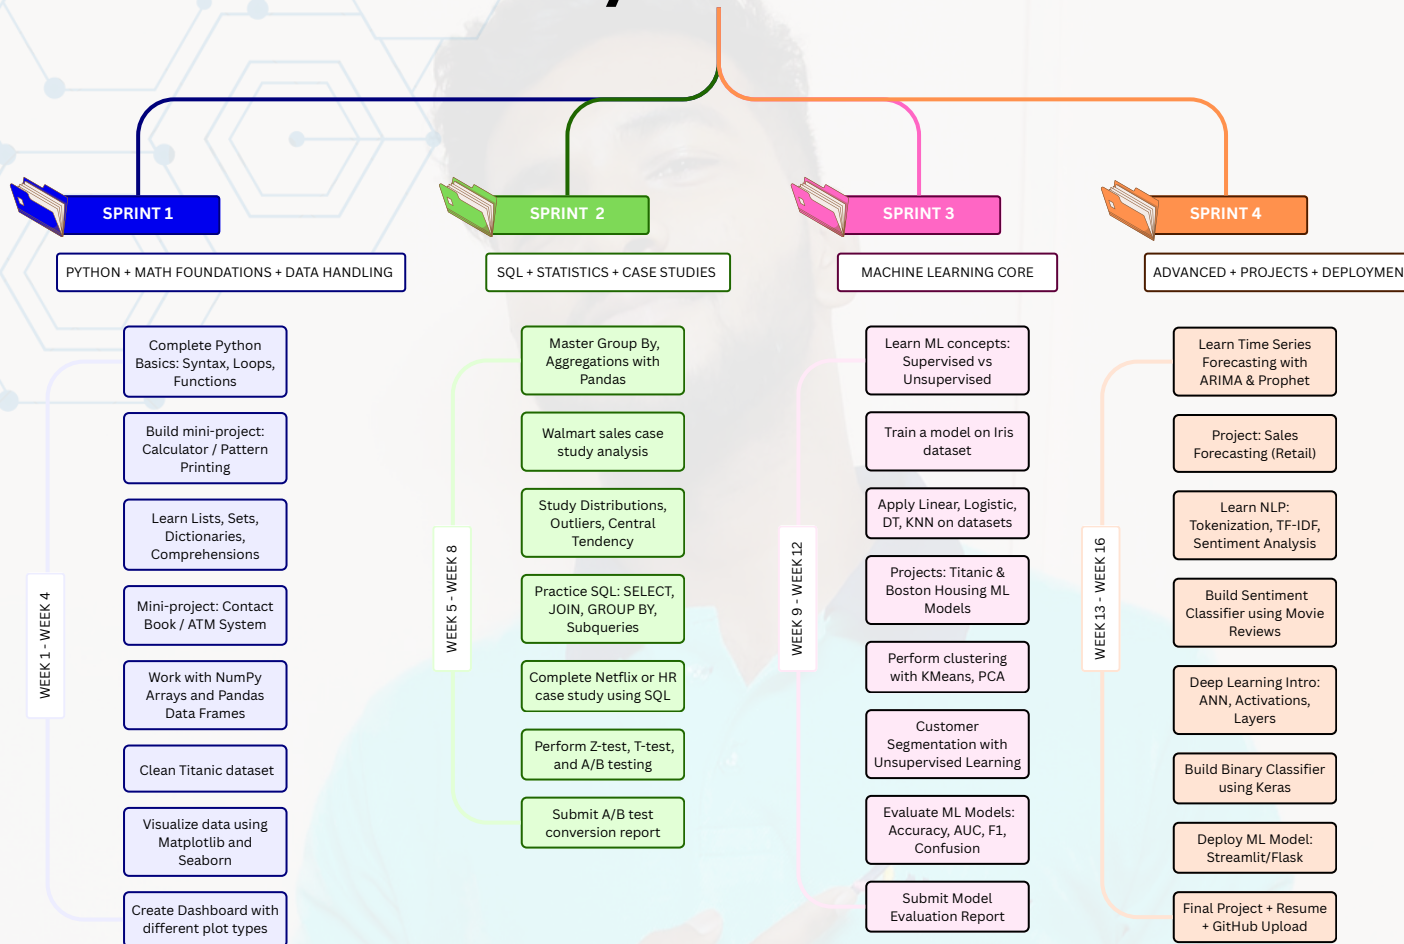 SPRINT 1
PYTHON + MATH FOUNDATIONS + DATA HANDLING
WEEK 1 - WEEK 4
Complete Python
Basics: Syntax, Loops,
Functions
Build mini-project:
Calculator / Pattern
Printing
Learn Lists, Sets,
Dictionaries,
Comprehensions
Mini-project: Contact
Book / ATM System
Work with NumPy
Arrays and Pandas
Data Frames
Clean Titanic dataset
Visualize data using
Matplotlib and
Seaborn
Create Dashboard with
different plot types
SPRINT 2
SQL + STATISTICS + CASE STUDIES
WEEK 5 - WEEK 8
Master Group By,
Aggregations with
Pandas
Walmart sales case
study analysis
Study Distributions,
Outliers, Central
Tendency
Practice SQL: SELECT,
JOIN, GROUP BY,
Subqueries
Complete Netflix or HR
case study using SQL
Perform Z-test, T-test,
and A/B testing
Submit A/B test
conversion report
SPRINT 3
MACHINE LEARNING CORE
WEEK 9 - WEEK 12
Learn ML concepts:
Supervised vs
Unsupervised
Train a model on Iris
dataset
Apply Linear, Logistic,
DT, KNN on datasets
Projects: Titanic &
Boston Housing ML
Models
Perform clustering
with KMeans, PCA
Customer
Segmentation with
Unsupervised Learning
Evaluate ML Models:
Accuracy, AUC, F1,
Confusion
Submit Model
Evaluation Report
SPRINT 4
ADVANCED + PROJECTS + DEPLOYMEN
WEEK 13 - WEEK 16
Learn Time Series
Forecasting with
ARIMA & Prophet
Project: Sales
Forecasting (Retail)
Learn NLP:
Tokenization, TF-IDF,
Sentiment Analysis
Build Sentiment
Classifier using Movie
Reviews
Deep Learning Intro:
ANN, Activations,
Layers
Build Binary Classifier
using Keras
Deploy ML Model:
Streamlit/Flask
Final Project + Resume
+ GitHub Upload